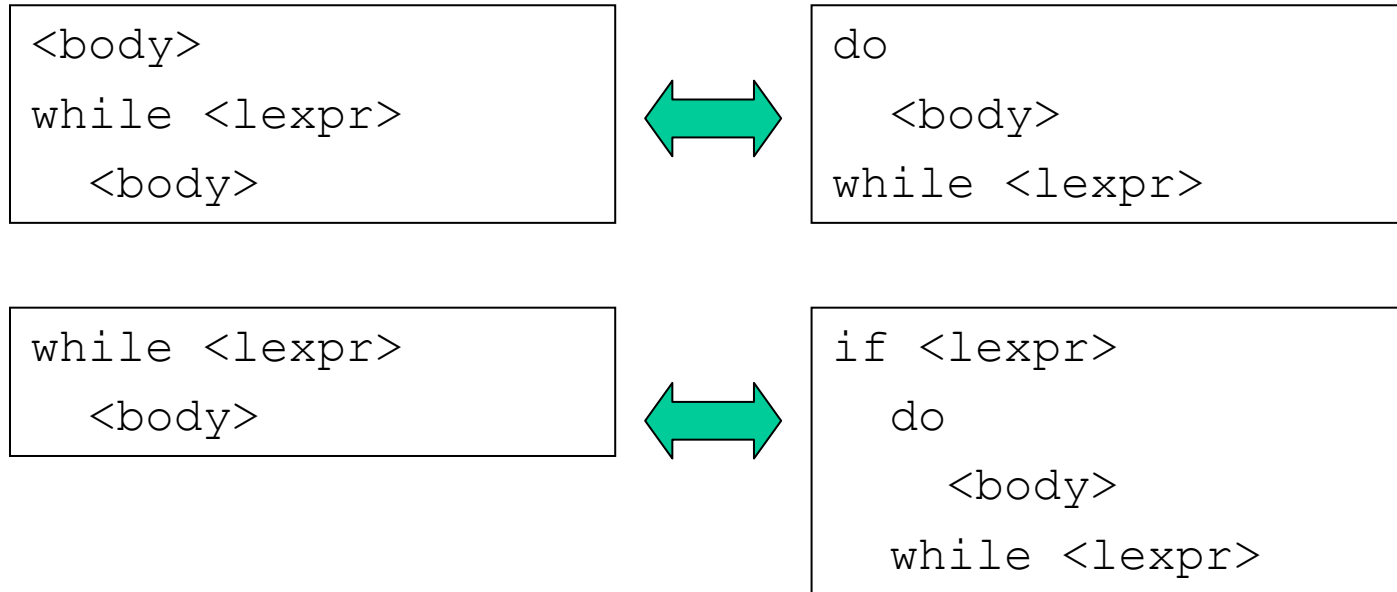 <body>
while <lexpr>
  <body>
do
  <body>
while <lexpr>
while <lexpr>
  <body>
if <lexpr>
  do
    <body>
  while <lexpr>